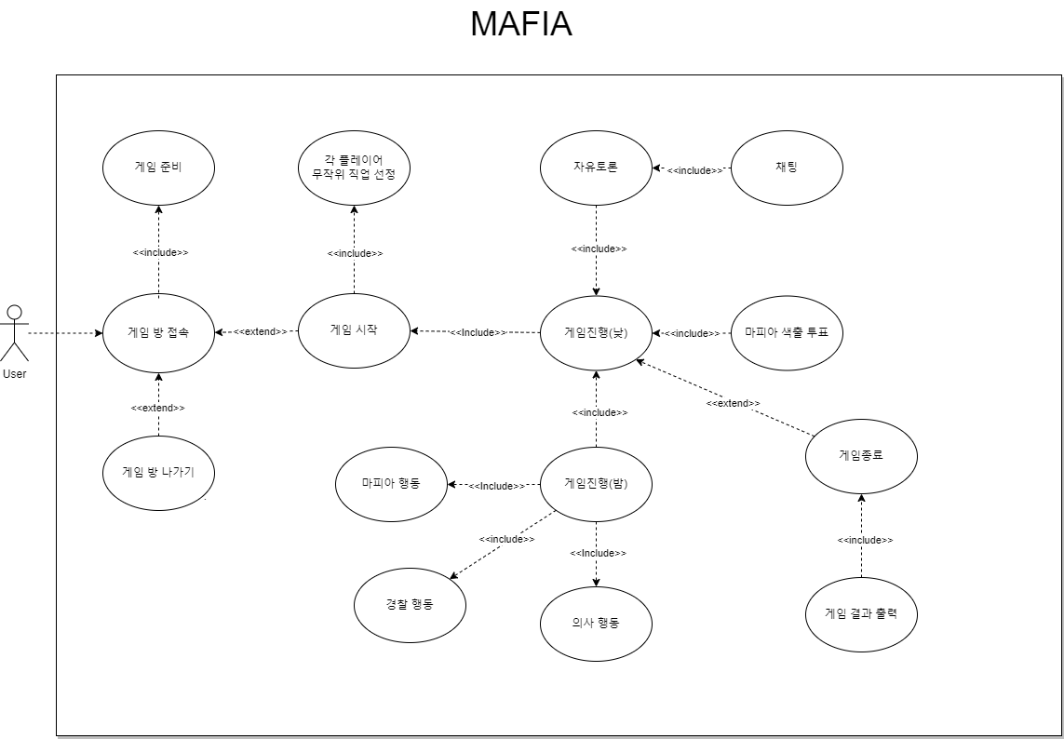 MAFIA
게임 준비
각 플레이어
무작위 직업 선정
자유토론
<<include>>
채팅
<<include>>
<<include>>
<<include>>
User
게임 방 접속
<<extend>>
게임 시작
<<Include>>
게임진행(낮)
<<include>>
마피아 색출 투표
<<extend>>
<<include>>
<<extend>>
게임 방 나가기
마피아 행동
<<Include>>
게임진행(밤)
게임종료
<<include>>
<<Include>>
<<include>>
경찰 행동
의사 행동
게임 결과 출력